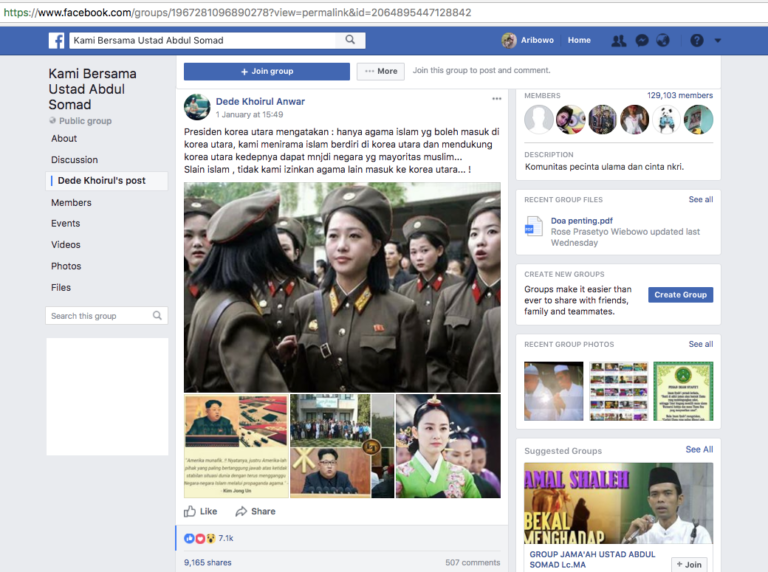 https://www.facebook.com/groups/1967281096890278?view=permalink&id=2064895447128842
Kami Bersama Ustad Abdul Somad
Aribowo
Home
Kami Bersama
Ustad Abdul
Somad
Public group
About
Discussion
Dede Khoirul's post
Members
Events
Videos
Photos
Files
Search this group
+ Join group
More
Join this group to post and comment.
Dede Khoirul Anwar
1 January at 15:49
Presiden korea utara mengatakan : hanya agama islam yg boleh masuk di
korea utara, kami menirama islam berdiri di korea utara dan mendukung
korea utara kedepnya dapat mnjdi negara yg mayoritas muslim...
Slain islam , tidak kami izinkan agama lain masuk ke korea utara... !
"Amerika munafik .!! Nyatanya, justru Amerika lah
pihak yang paling bertanggung jawab atas ketidak
stabilan situasi dunia dengan terus mengganggu
Negara-negara Islam melalui propaganda agama "
- Kim Jong Un
Like
Share
7.1k
9,165 shares
507 comments
MEMBERS
129,103 members
DESCRIPTION
Komunitas pecinta ulama dan cinta nkri.
RECENT GROUP FILES
See all
Doa penting.pdf
Rose Prasetyo Wiebowo updated last
Wednesday
CREATE NEW GROUPS
Groups make it easier than
ever to share with friends,
family and teammates.
Create Group
RECENT GROUP PHOTOS
See all
Suggested Groups
See All
AMAL SHALEH
BEKAL
MENGHADAP
GROUP JAMA'AH USTAD ABDUL
SOMAD Lc.MA
+ Join